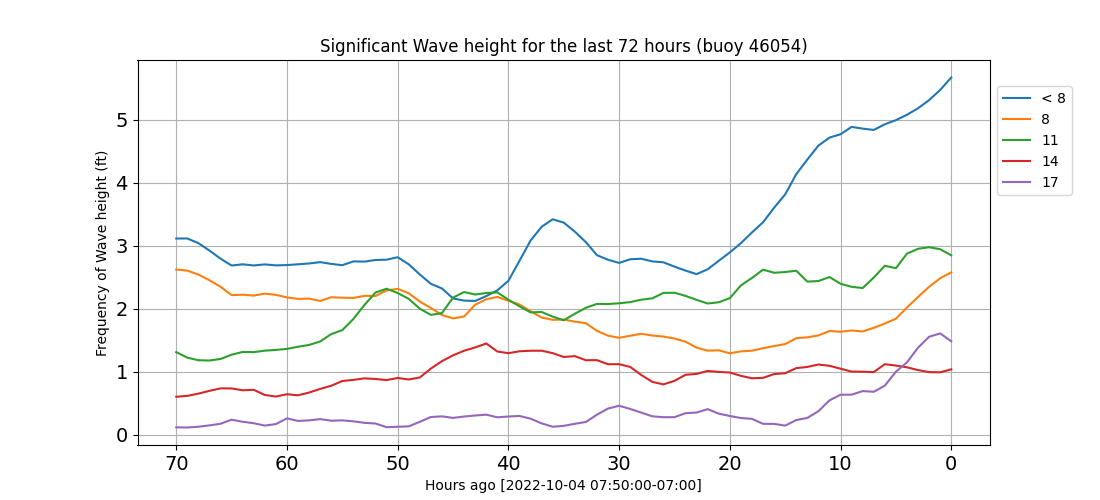 Significant Wave height for the last 72 hours (buoy 46054)
Frequency of Wave height (ft)
5
4
3
2
1
0
70 60 50 40 30 20 10 0
Hours ago [2022-10-04 07:50:00-07:00]
< 8
8
11
14
17